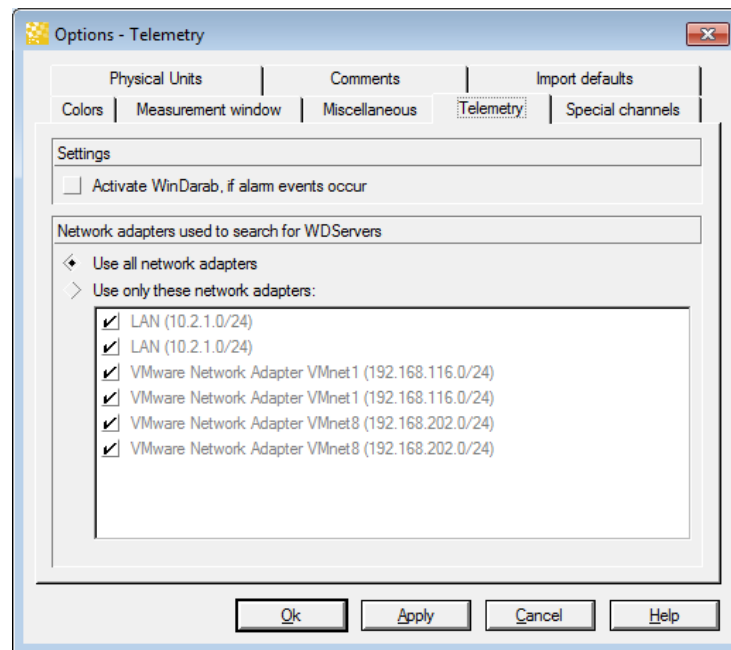 Options - Telemetry
Physical Units Comments Import defaults
Colors Measurement window Miscellaneous Telemetry Special channels
Settings
Activate WinDarab, if alarm events occur
Network adapters used to search for WDServers
Use all network adapters
Use only these network adapters:
LAN (10.2.1.0/24)
LAN (10.2.1.0/24)
VMware Network Adapter VMnet1 (192.168.116.0/24)
VMware Network Adapter VMnet1 (192.168.116.0/24)
VMware Network Adapter VMnet8 (192.168.202.0/24)
VMware Network Adapter VMnet8 (192.168.202.0/24)
Ok Apply Cancel Help